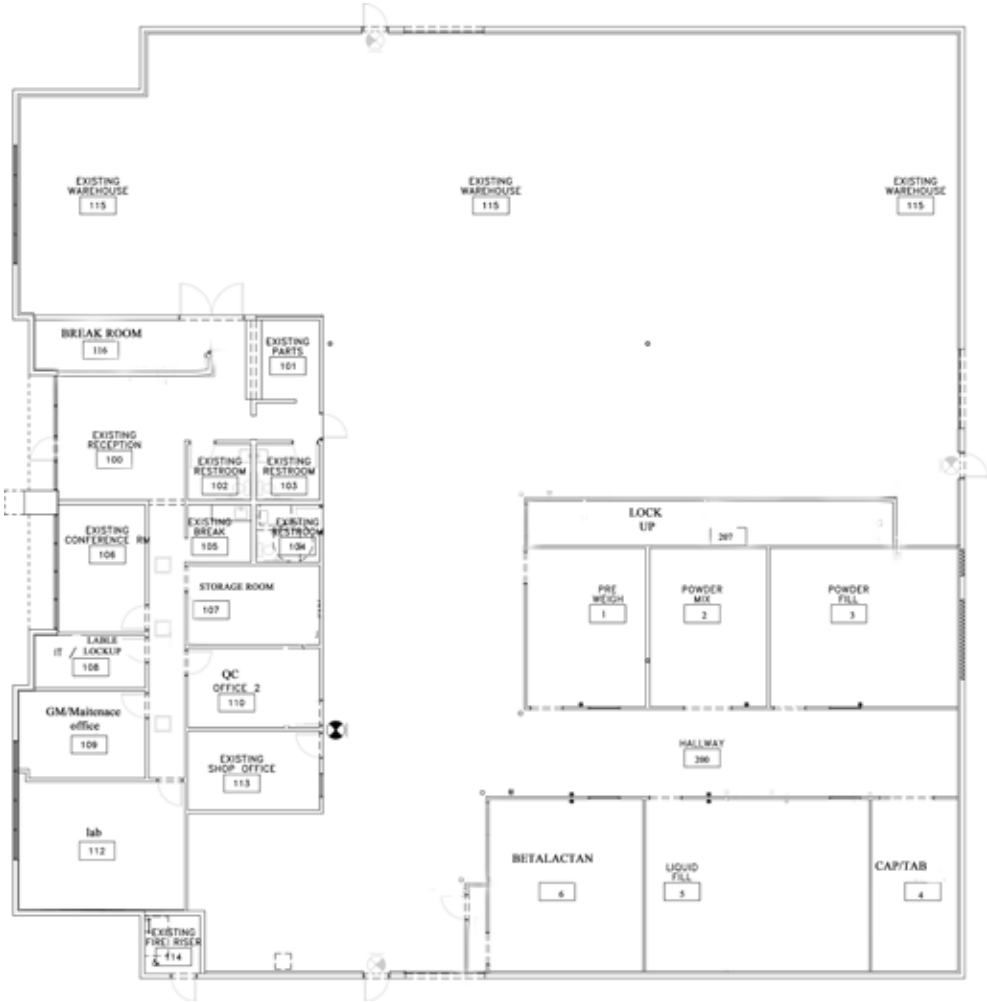 EXISTING
WAREHOUSE
115
EXISTING
WAREHOUSE
115
EXISTING
WAREHOUSE
115
BREAK ROOM
116
EXISTING
PARTS
101
EXISTING
RECEPTION
100
EXISTING
RESTROOM
102
EXISTING
RESTROOM
103
EXISTING
CONFERENCE RM
106
EXISTING
BREAK
105
EXISTING
RESTROOM
104
LOCK
UP
207
STORAGE ROOM
107
PRE
WEIGH
1
POWDER
MIX
2
POWDER
FILL
3
LABLE
IT / LOCKUP
108
QC
OFFICE 2
110
GM/Maitenace
office
109
EXISTING
SHOP OFFICE
113
HALLWAY
200
lab
112
BETALACTAN
6
LIQUID
FILL
5
CAP/TAB
4
EXISTING
FIRE RISER
114
&